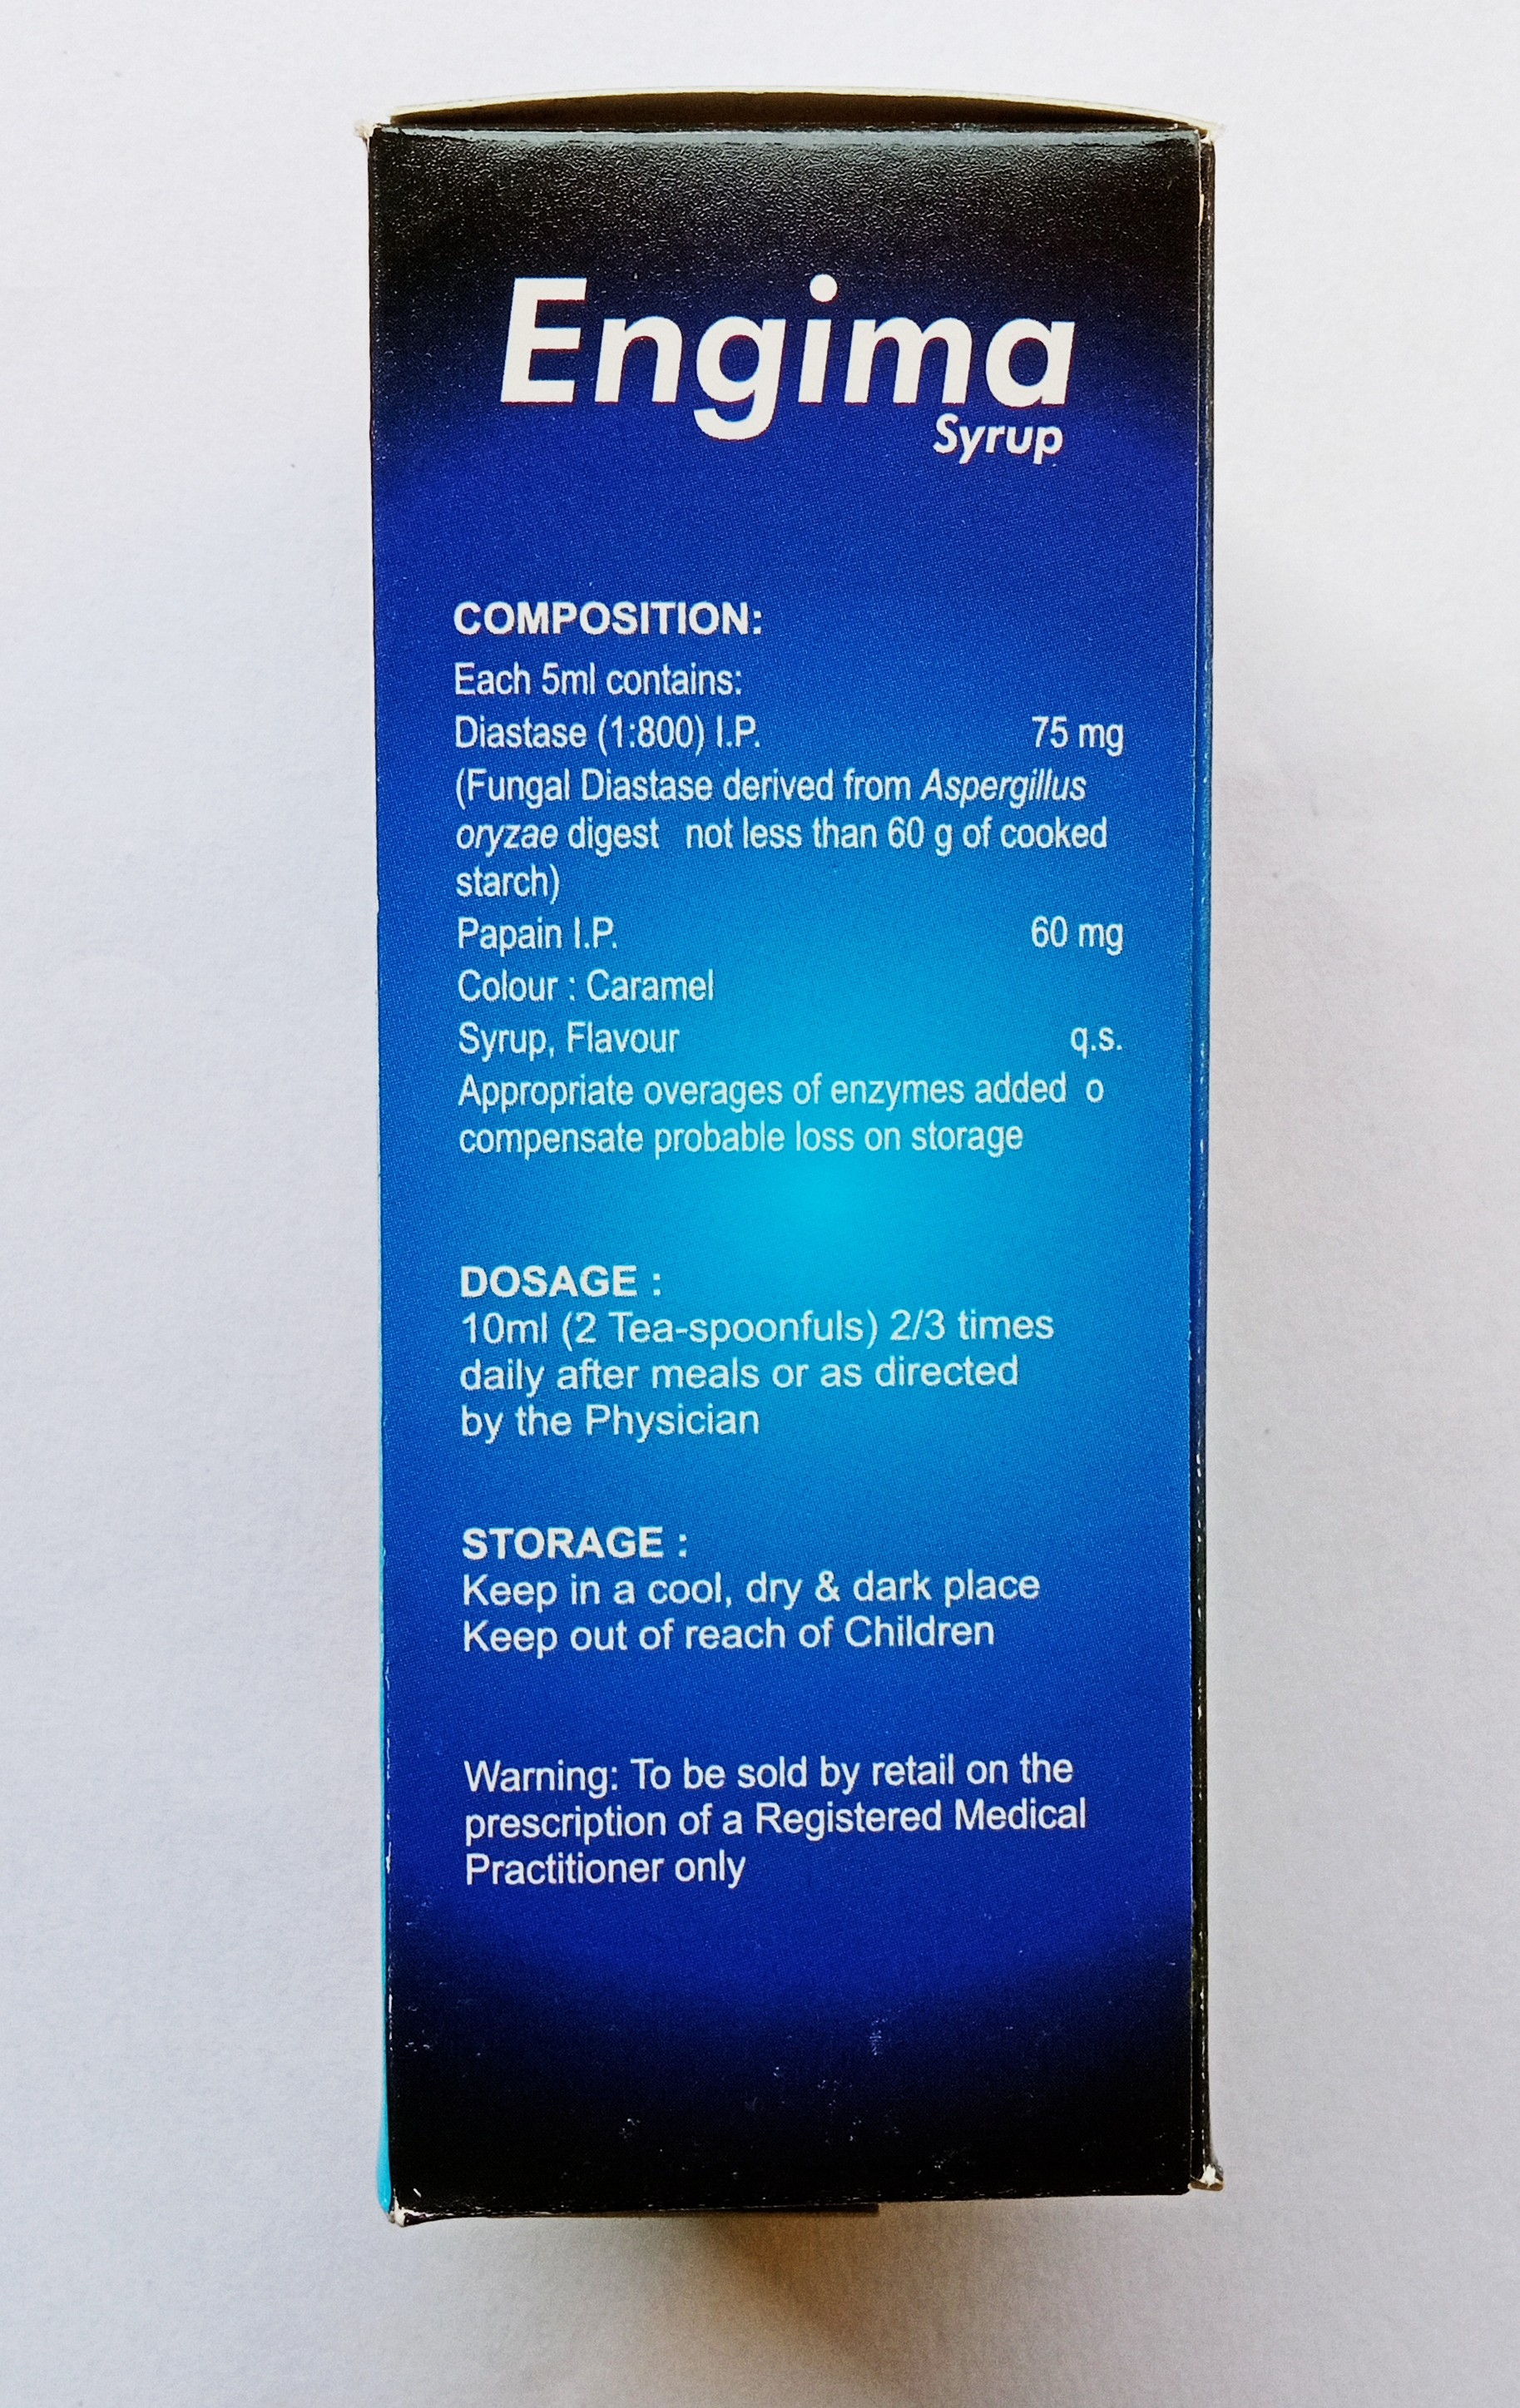 Engima
Syrup
COMPOSITION:
Each 5ml contains:
Diastase (1:800) I.P. 75 mg
(Fungal Diastase derived from Aspergillus
oryzae digest not less than 60 g of cooked
starch)
Papain I.P. 60 mg
Colour : Caramel
Syrup, Flavour q.s.
Appropriate overages of enzymes added o
compensate probable loss on storage
DOSAGE :
10ml (2 Tea-spoonfuls) 2/3 times
daily after meals or as directed
by the Physician
STORAGE :
Keep in a cool, dry & dark place
Keep out of reach of Children
Warning: To be sold by retail on the
prescription of a Registered Medical
Practitioner only